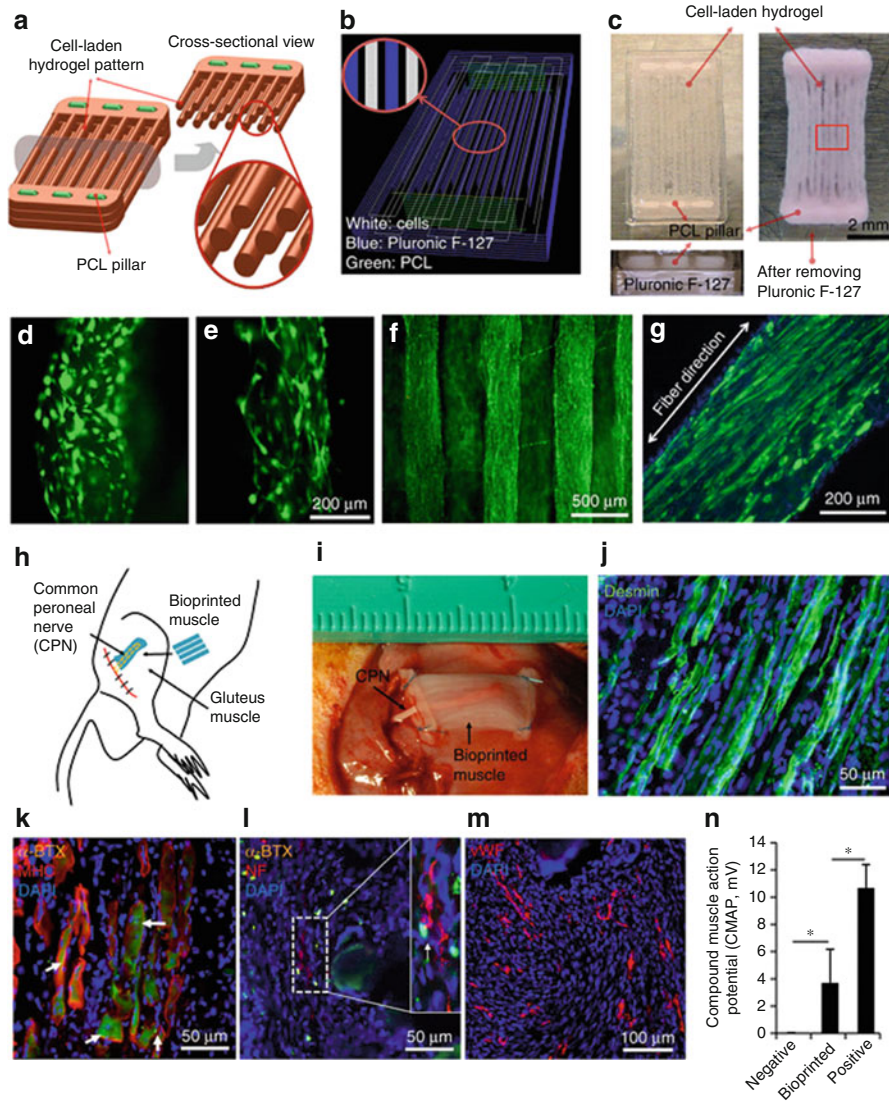 a
Cell-laden
hydrogel pattern
Cross-sectional view
PCL pillar
b
White: cells
Blue: Pluronic F-127
Green: PCL
c
Cell-laden hydrogel
PCL pillar
2 mm
Pluronic F-127
After removing
Pluronic F-127
d
e
200 μm
f
500 μm
g
Fiber direction
200 μm
h
Common
peroneal
nerve
(CPN)
Bioprinted
muscle
Gluteus
muscle
i
CPN
Bioprinted
muscle
j
Desmin
DAPI
50 μm
k
α-BTX
MHC
DAPI
50 μm
l
α-BTX
NF
DAPI
50 μm
m
vWF
DAPI
100 μm
n
Compound muscle action
potential (CMAP, mV)
14
12
10
8
6
4
2
0
*
*
Negative
Bioprinted
Positive